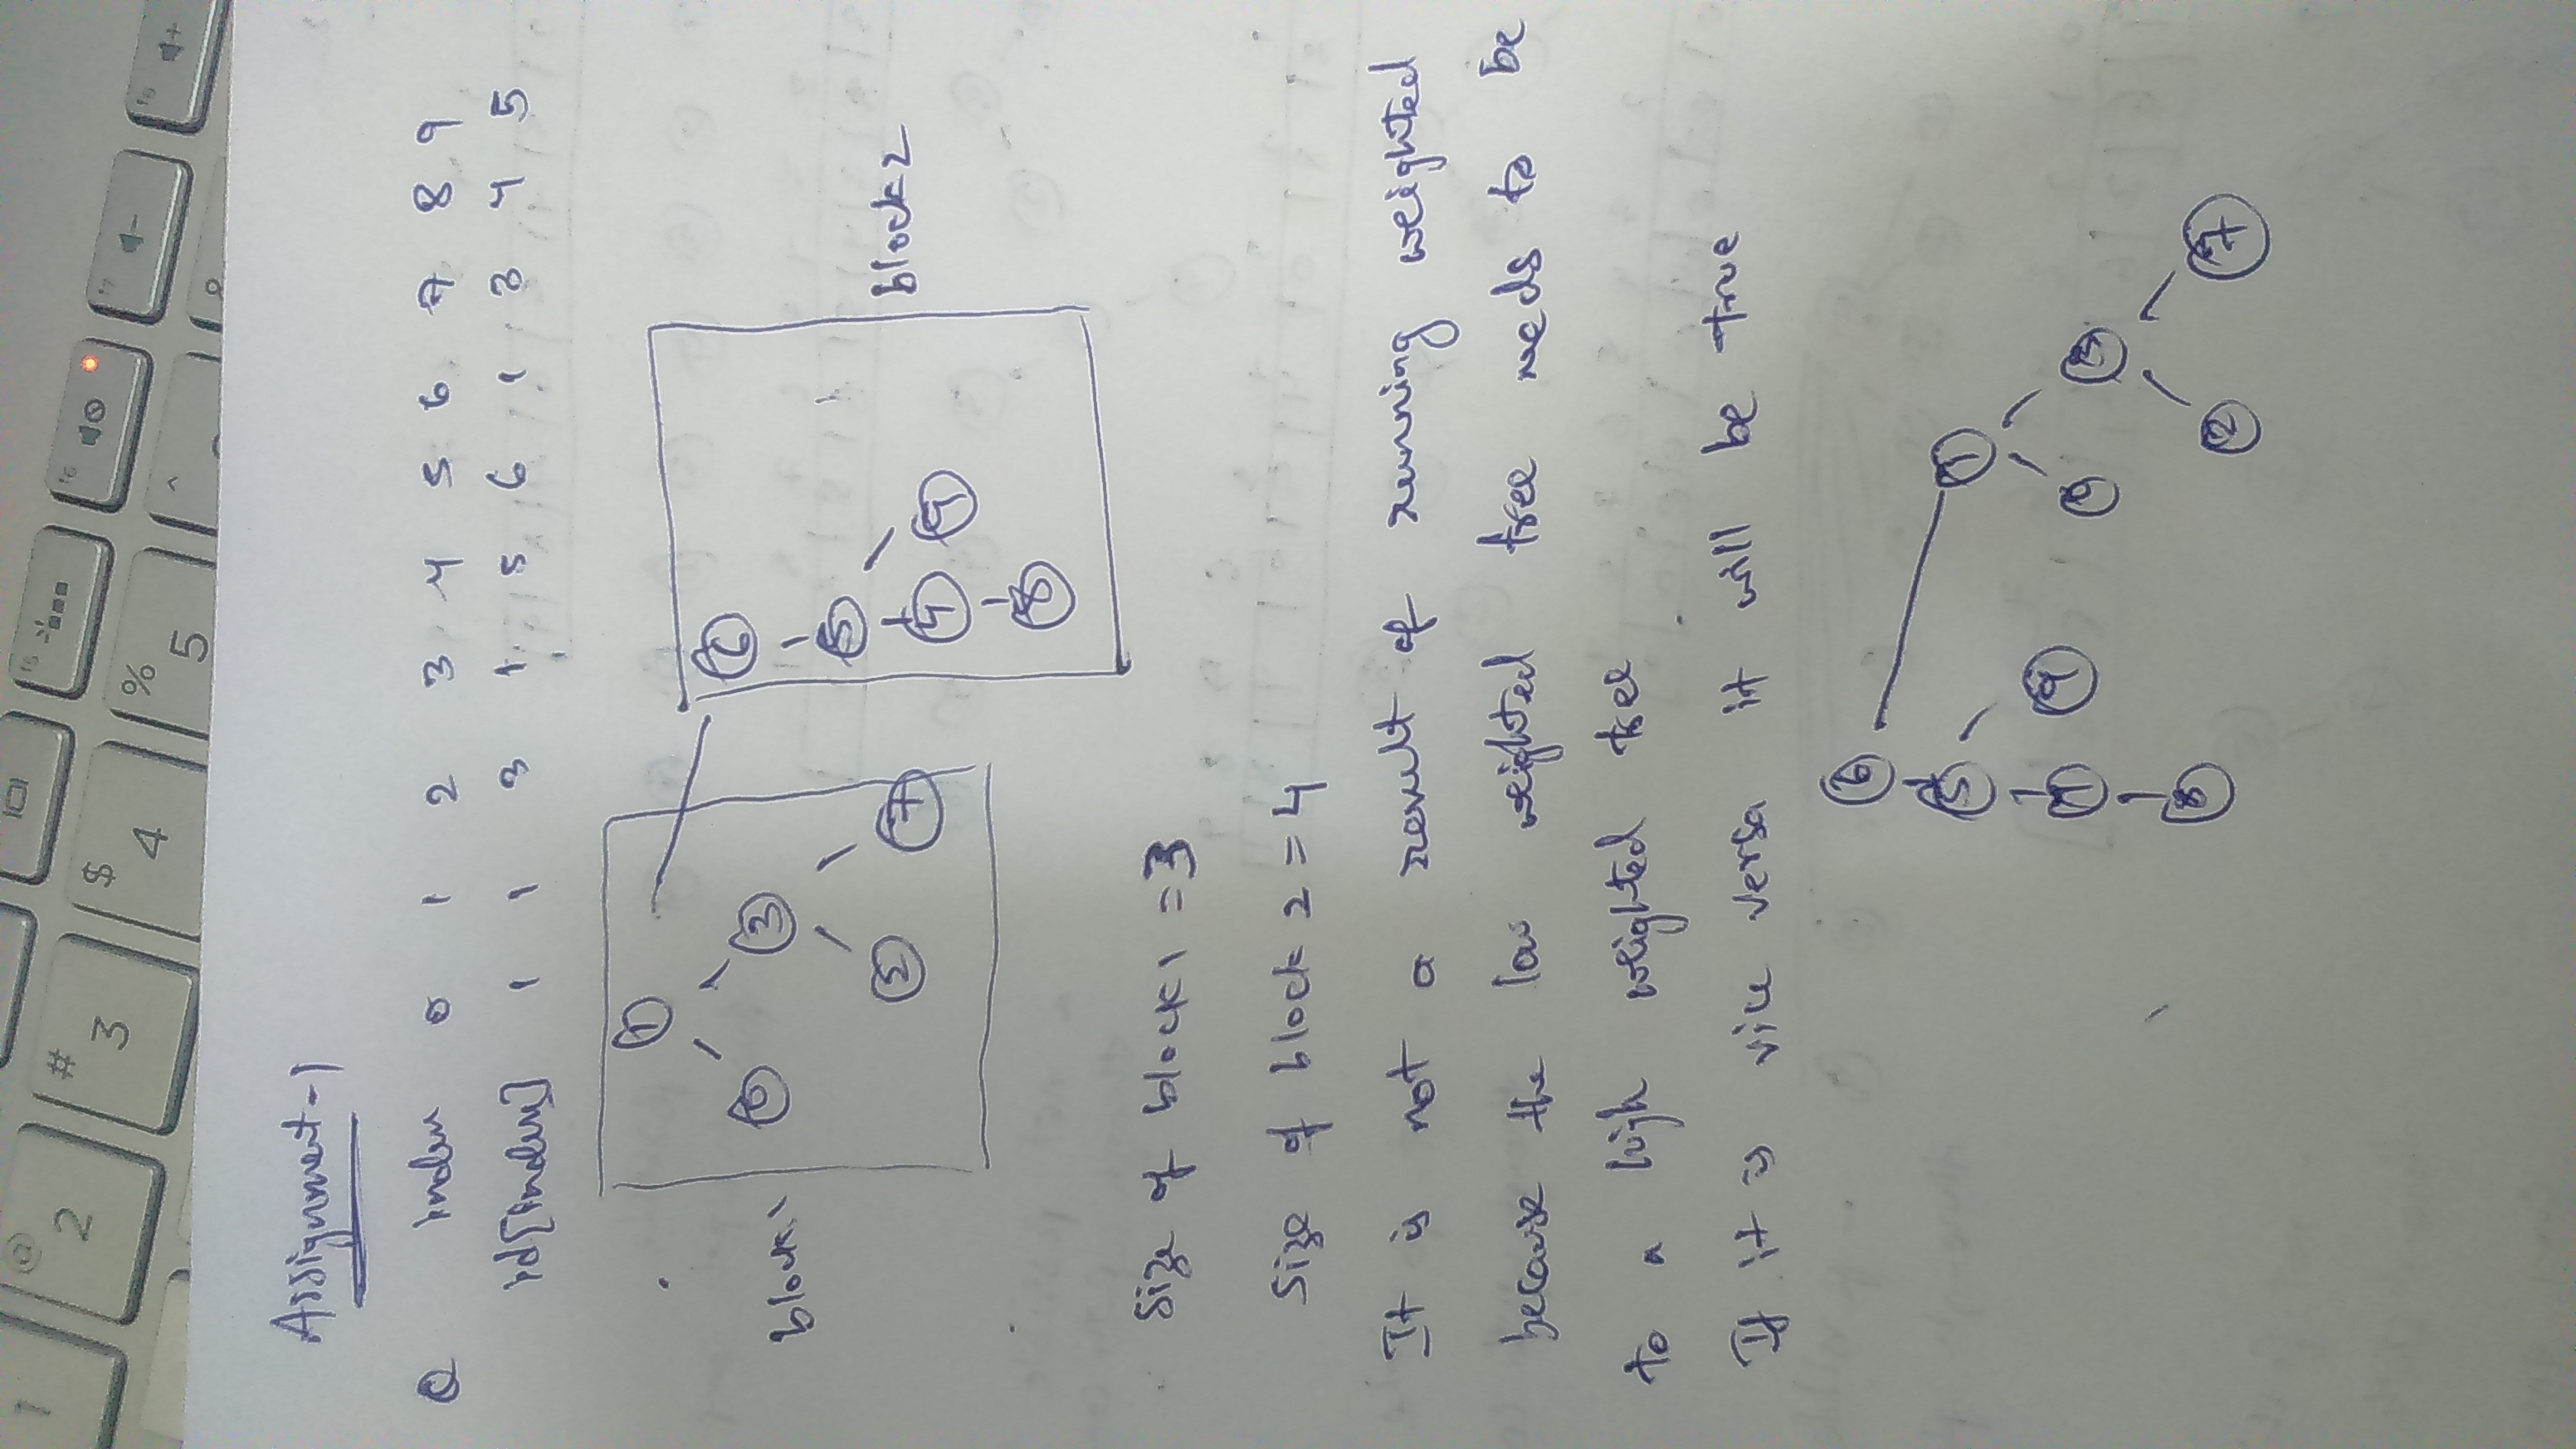 1 @ 2 # 3 $ 4 % 5 ^
f5 f6 f7 f8
Assignment-1
Q Index 0 1 2 3 4 5 6 7 8 9
id[index] 1 1 3 1 5 6 1 3 4 5
1
6
0 3
block1
5
2 7
block2
4 9
8
Size of block1 = 3
Size of block 2 = 4
It is not a result of running weighted
because the low weighted tree needs to be
to a high weighted tree
If it is vice versa it will be true
6
5 1
4 9 0 3
8 2 7